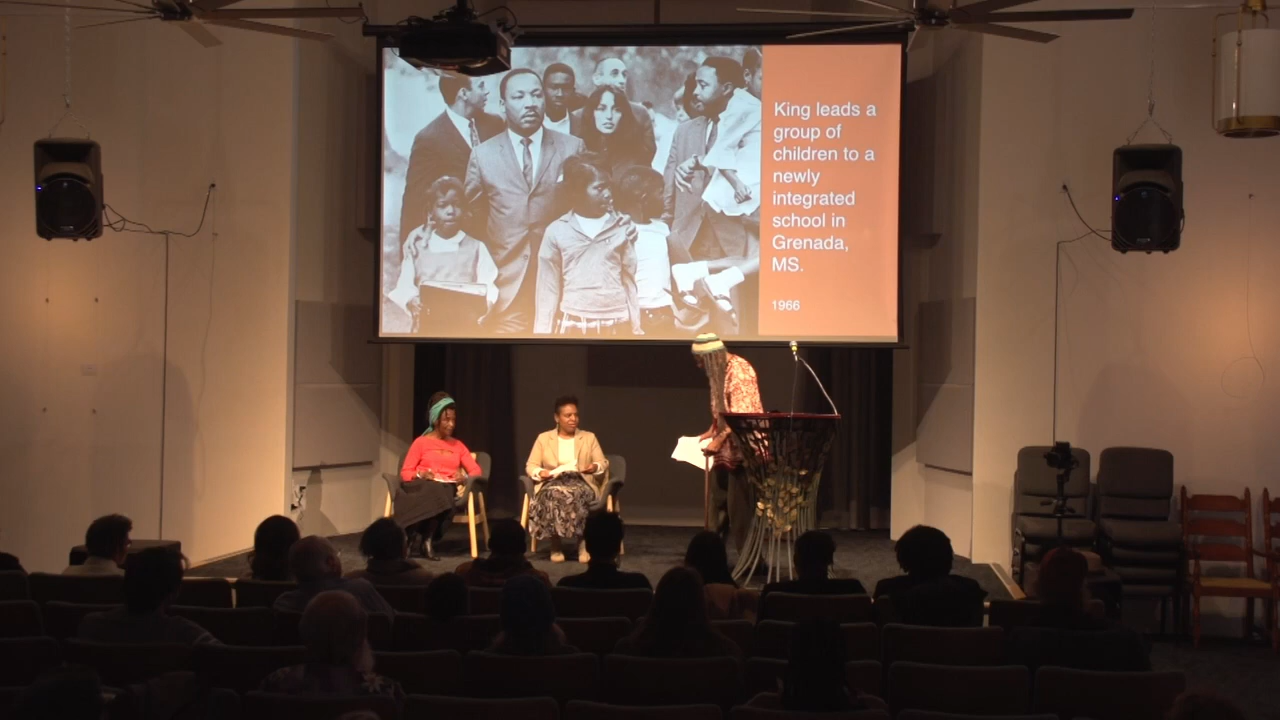 King leads a
group of
children to a
newly
integrated
school in
Grenada,
MS.
1966